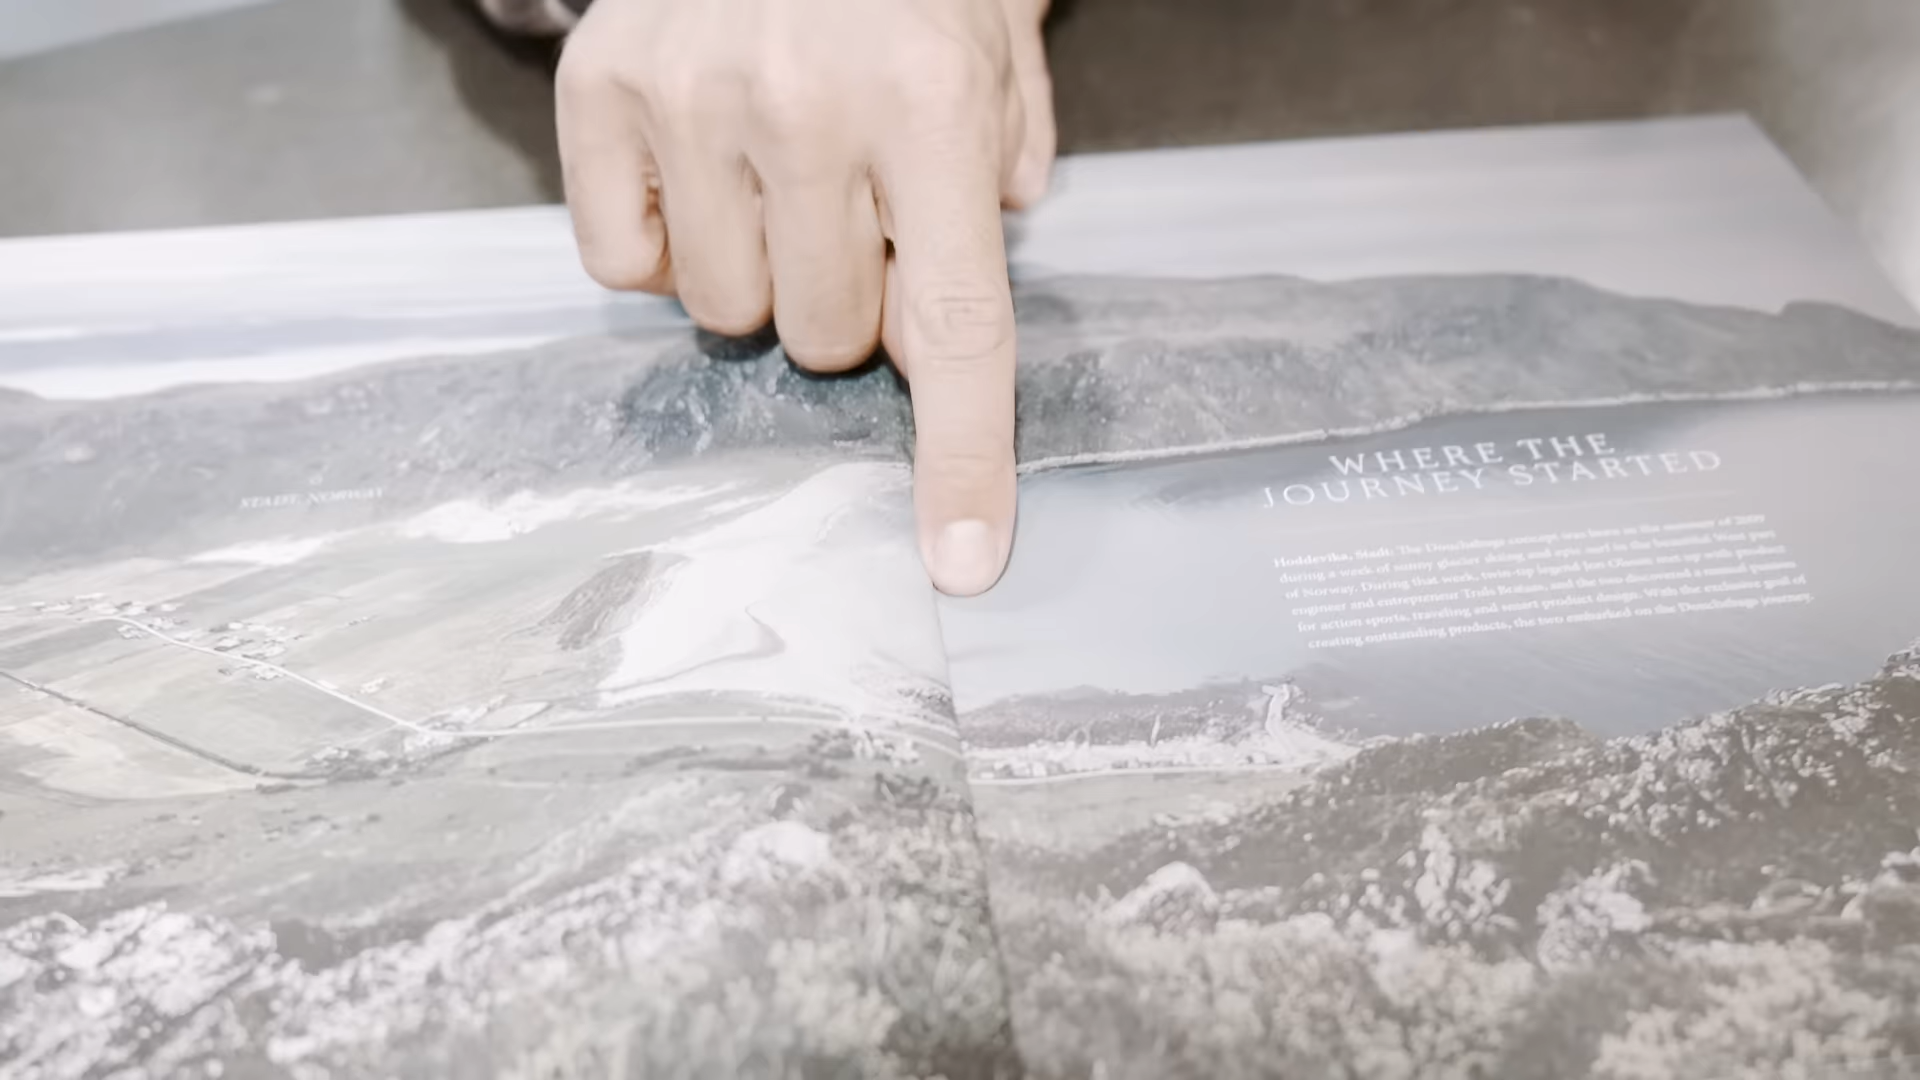 STADT, NORWAY
WHERE THE
JOURNEY STARTED
Hoddevika, Stadt: The Douchebags concept was born in the summer of 2009
during a week of sunny glacier skiing and epic surf in the beautiful West part
of Norway. During that week, twin-tip legend Jon Olsson met up with product
engineer and entrepreneur Truls Brataas, and the two discovered a mutual passion
for action sports, traveling and smart product design. With the exclusive goal of
creating outstanding products, the two embarked on the Douchebags journey.